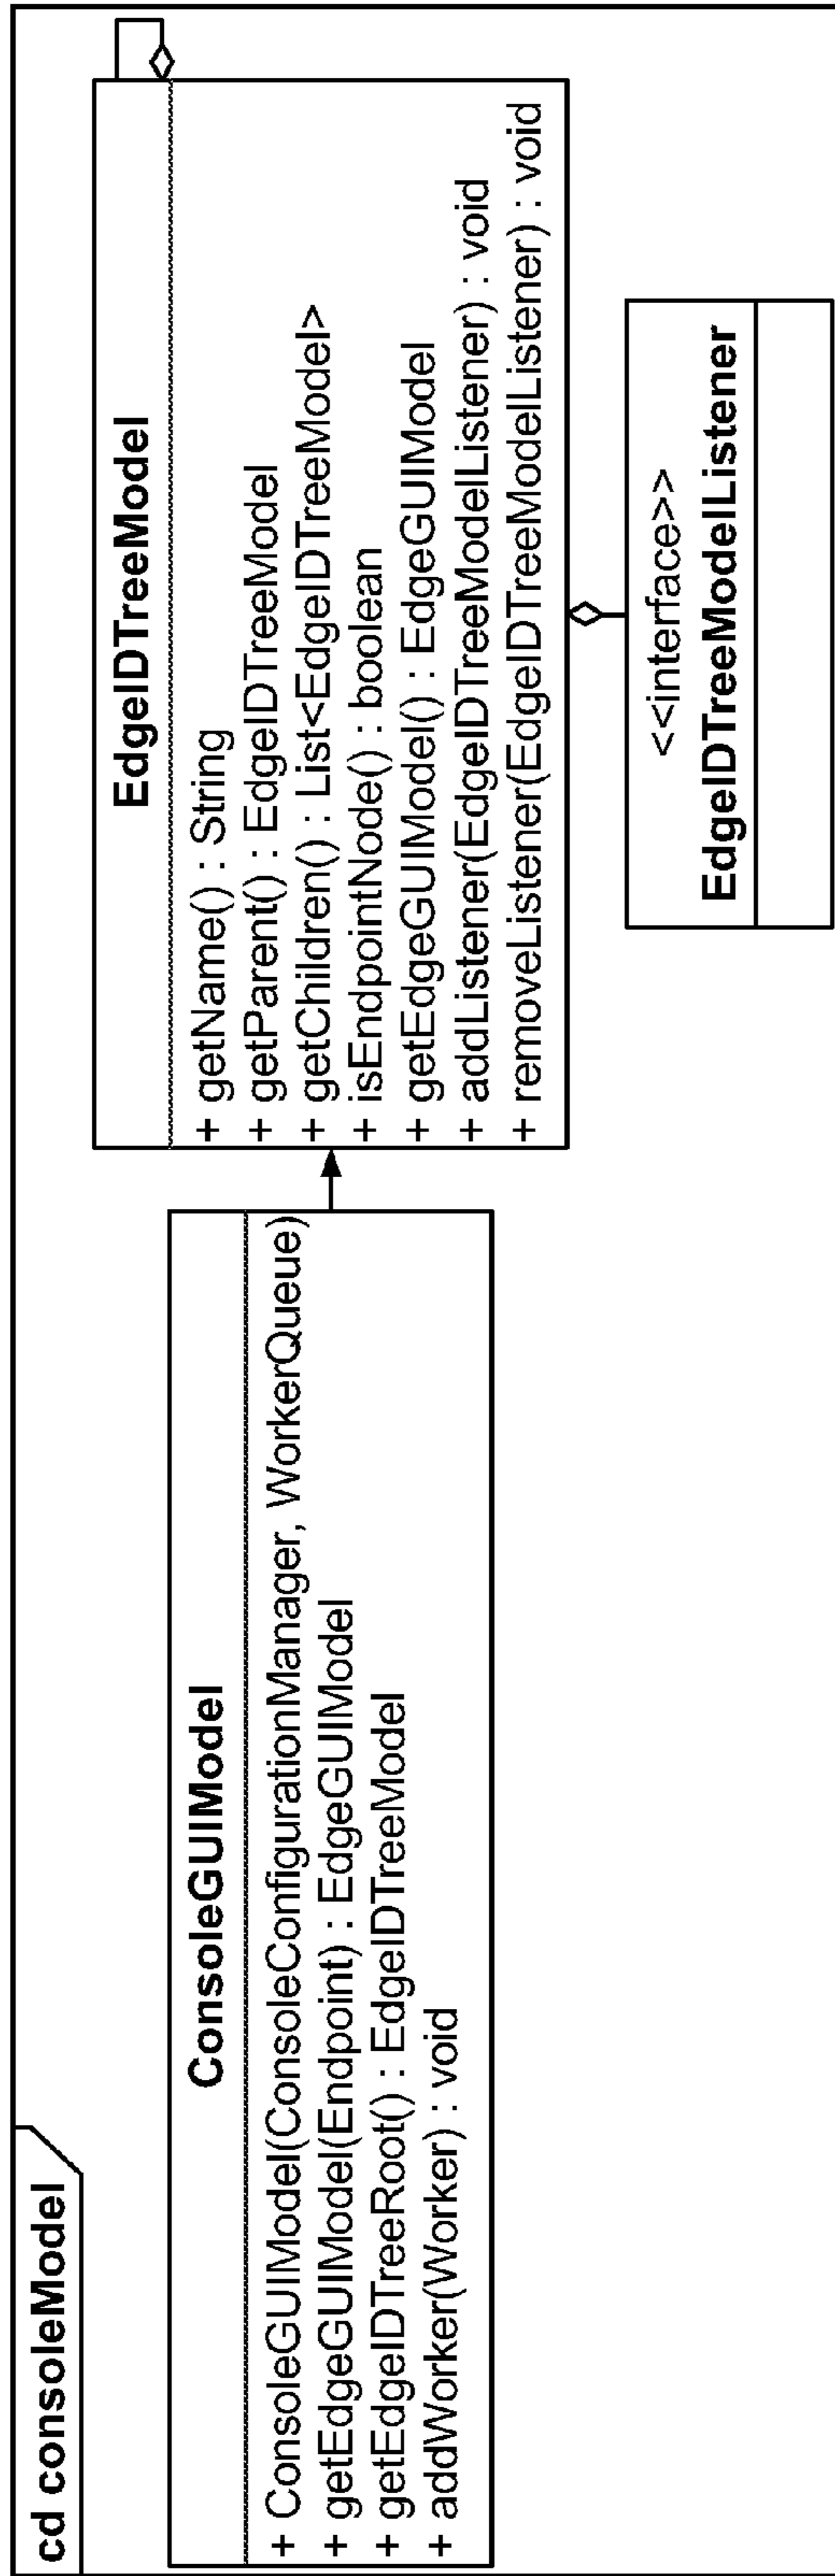 cd consoleModel
ConsoleGUIModel
+ ConsoleGUIModel(ConsoleConfigurationManager, WorkerQueue)
+ getEdgeGUIModel(Endpoint) : EdgeGUIModel
+ getEdgeIDTreeRoot() : EdgeIDTreeModel
+ addWorker(Worker) : void
EdgeIDTreeModel
+ getName() : String
+ getParent() : EdgeIDTreeModel
+ getChildren() : List<EdgeIDTreeModel>
+ isEndpointNode() : boolean
+ getEdgeGUIModel() : EdgeGUIModel
+ addListener(EdgeIDTreeModelListener) : void
+ removeListener(EdgeIDTreeModelListener) : void
<<interface>>
EdgeIDTreeModelListener